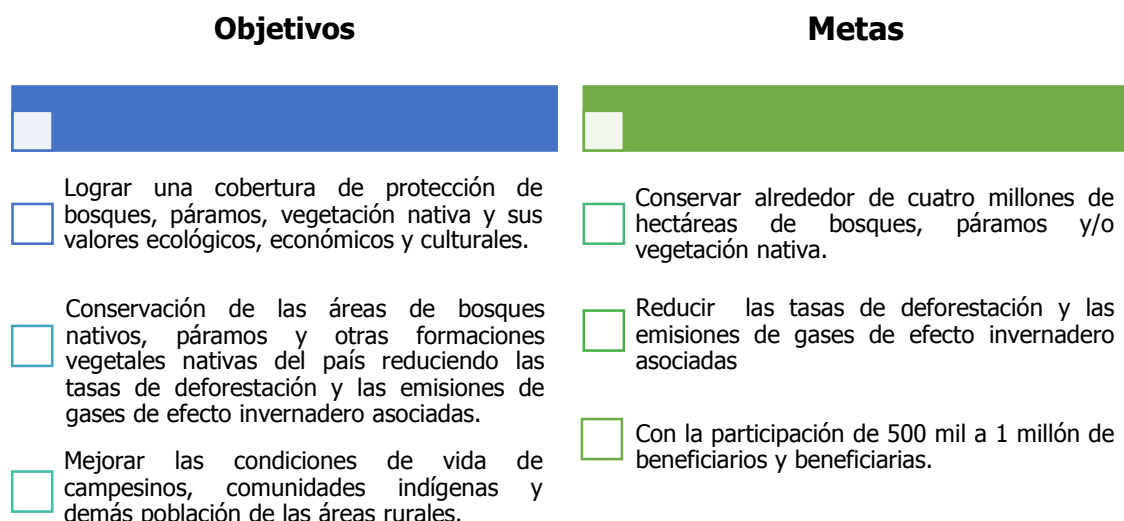 Objetivos
Lograr una cobertura de protección de
bosques, páramos, vegetación nativa y sus
valores ecológicos, económicos y culturales.
Conservación de las áreas de bosques
nativos, páramos y otras formaciones
vegetales nativas del país reduciendo las
tasas de deforestación y las emisiones de
gases de efecto invernadero asociadas.
Mejorar las condiciones de vida de
campesinos, comunidades indígenas y
demás población de las áreas rurales.
Metas
Conservar alrededor de cuatro millones de
hectáreas de bosques, páramos y/o
vegetación nativa.
Reducir las tasas de deforestación y las
emisiones de gases de efecto invernadero
asociadas
Con la participación de 500 mil a 1 millón de
beneficiarios y beneficiarias.